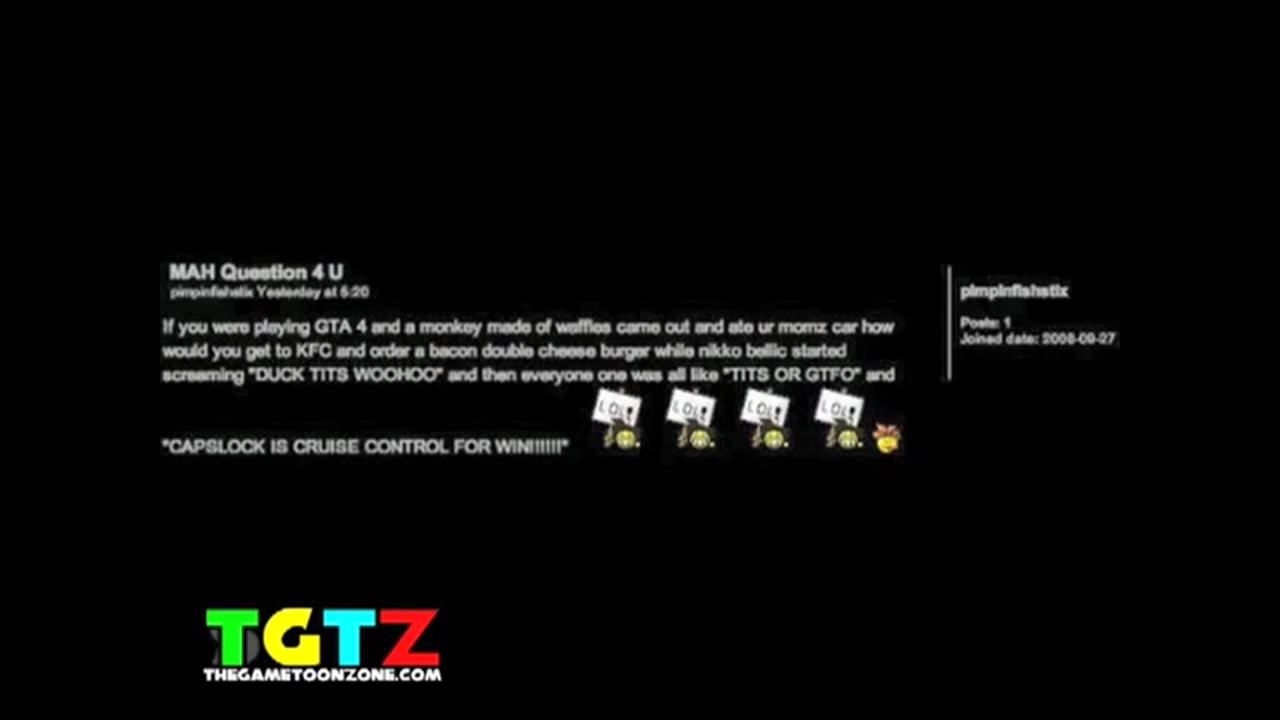 MAH Question 4 U
pimpinfishstix Yesterday at 5:20
If you were playing GTA 4 and a monkey made of waffles came out and ate ur momz car how
would you get to KFC and order a bacon double cheese burger while nikko bellic started
screaming "DUCK TITS WOOHOO" and then everyone one was all like "TITS OR GTFO" and
LOL! LOL! LOL! LOL!
"CAPSLOCK IS CRUISE CONTROL FOR WIN!!!!!!"
pimpinfishstix
Posts: 1
Joined date: 2008-09-27
TGTZ
THEGAMETOONZONE.COM